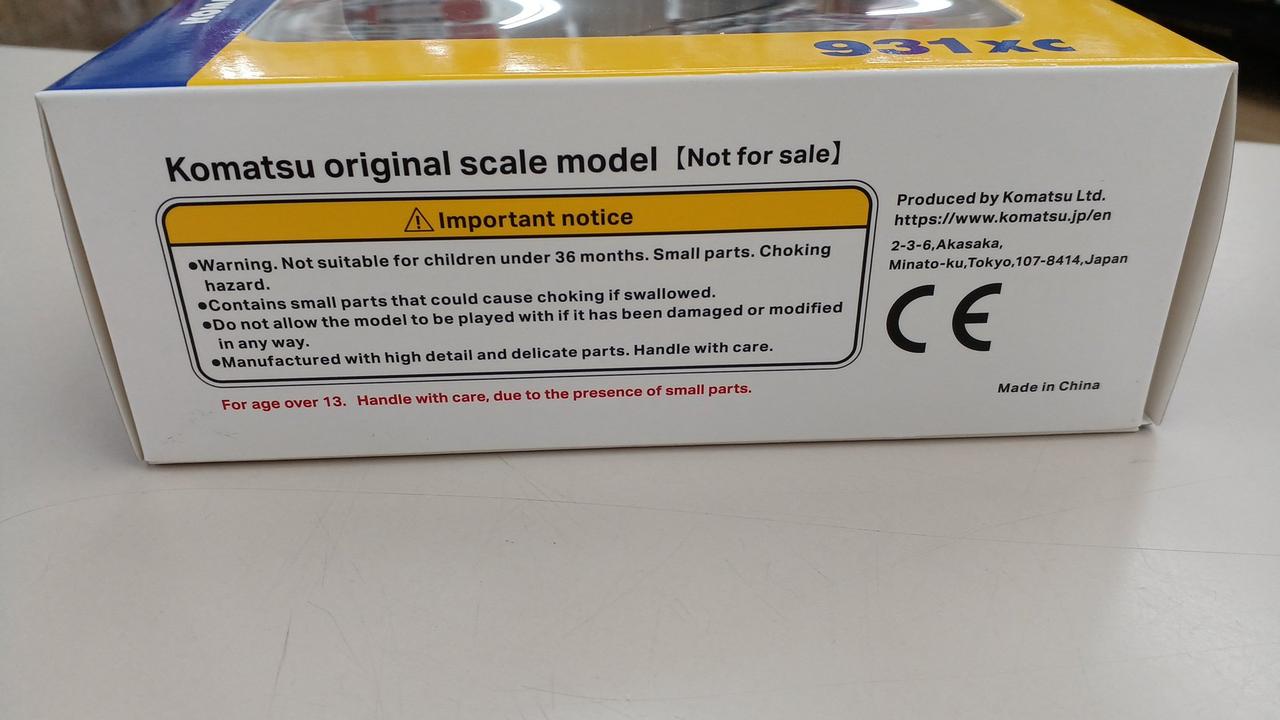 931XC
Komatsu original scale model【Not for sale】
⚠Important notice
●Warning. Not suitable for children under 36 months. Small parts. Choking
hazard.
●Contains small parts that could cause choking if swallowed.
●Do not allow the model to be played with if it has been damaged or modified
in any way.
●Manufactured with high detail and delicate parts. Handle with care.
For age over 13. Handle with care, due to the presence of small parts.
Produced by Komatsu Ltd.
https://www.komatsu.jp/en
2-3-6,Akasaka,
Minato-ku,Tokyo,107-8414,Japan
CE
Made in China